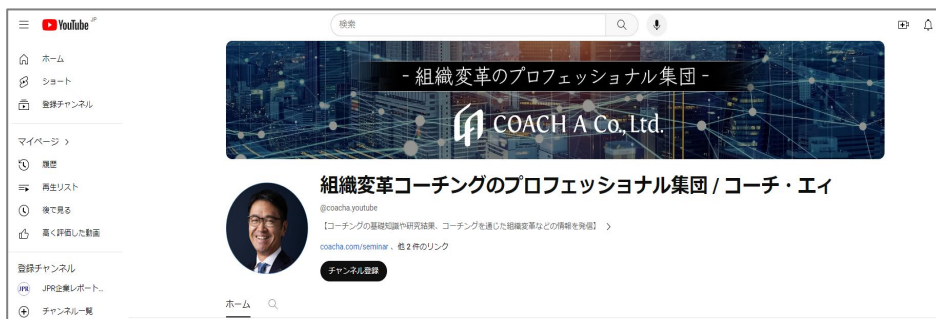 YouTube JP
検索
ホーム
ショート
登録チャンネル
マイページ >
履歴
再生リスト
後で見る
高く評価した動画
登録チャンネル
JPR JPR企業レポート...
チャンネル一覧
- 組織変革のプロフェッショナル集団 -
COACH A Co., Ltd.
組織変革コーチングのプロフェッショナル集団 / コーチ・エィ
@coacha.youtube
【コーチングの基礎知識や研究結果、コーチングを通じた組織変革などの情報を発信】 >
coacha.com/seminar 、他 2 件のリンク
チャンネル登録
ホーム